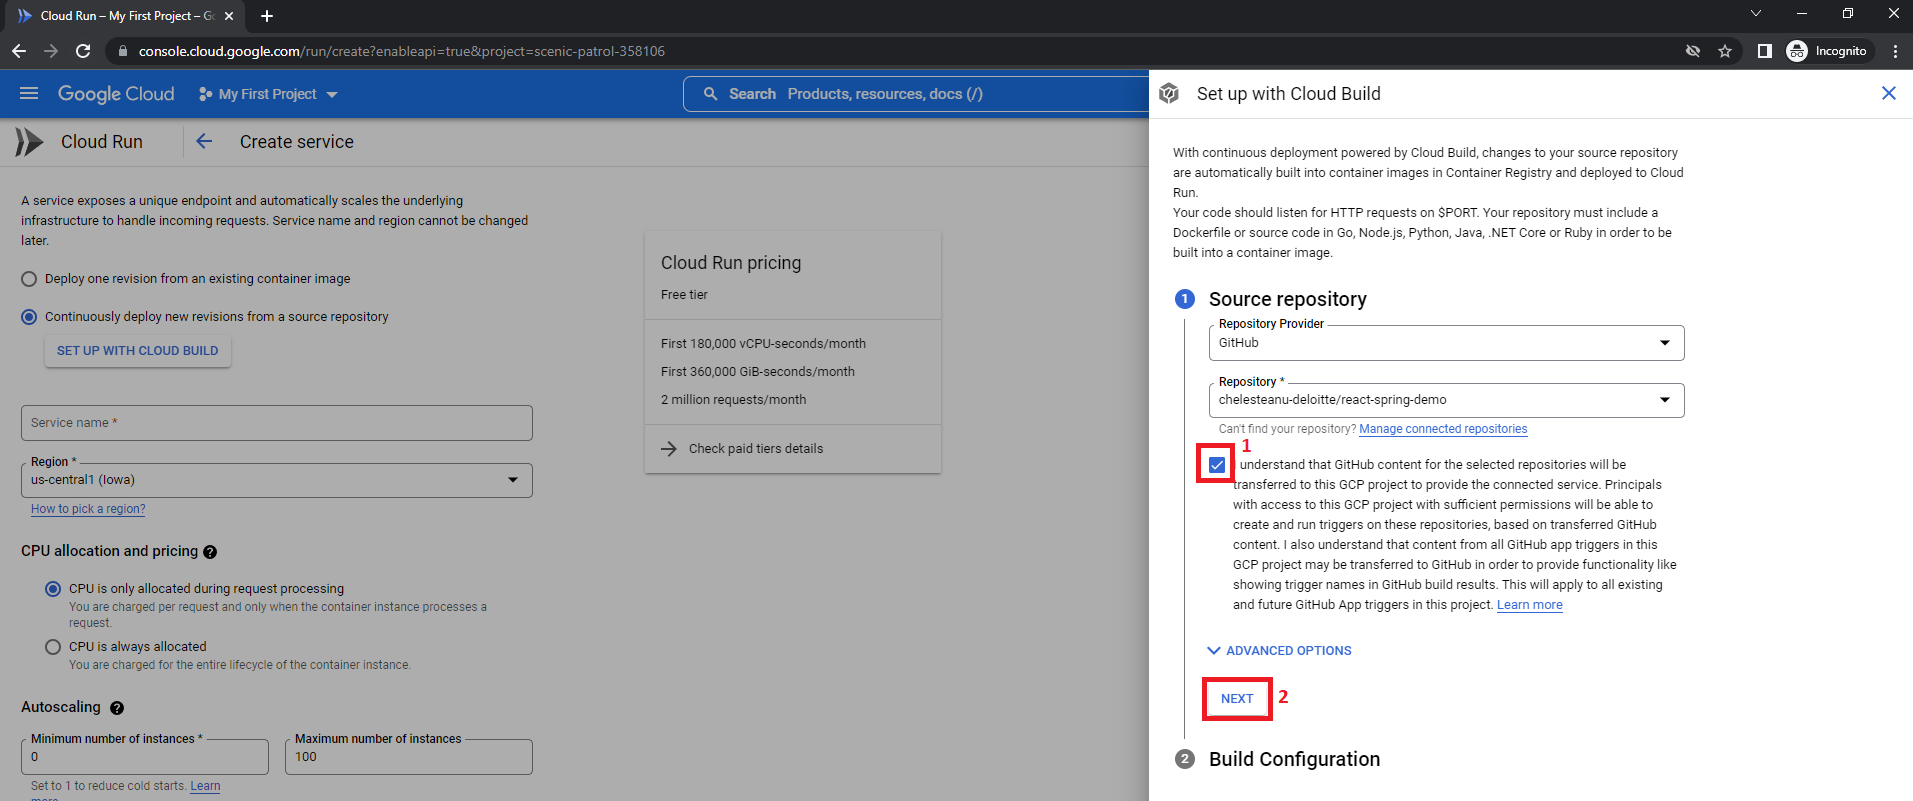 Cloud Run – My First Project – Go
console.cloud.google.com/run/create?enableapi=true&project=scenic-patrol-358106
Incognito
Google Cloud
My First Project
Search Products, resources, docs (/)
Cloud Run
Create service
A service exposes a unique endpoint and automatically scales the underlying
infrastructure to handle incoming requests. Service name and region cannot be changed
later.
Deploy one revision from an existing container image
Continuously deploy new revisions from a source repository
SET UP WITH CLOUD BUILD
Service name *
Region *
us-central1 (Iowa)
How to pick a region?
CPU allocation and pricing
CPU is only allocated during request processing
You are charged per request and only when the container instance processes a
request.
CPU is always allocated
You are charged for the entire lifecycle of the container instance.
Autoscaling
Minimum number of instances *
0
Maximum number of instances
100
Set to 1 to reduce cold starts. Learn
more
Cloud Run pricing
Free tier
First 180,000 vCPU-seconds/month
First 360,000 GiB-seconds/month
2 million requests/month
Check paid tiers details
Set up with Cloud Build
With continuous deployment powered by Cloud Build, changes to your source repository
are automatically built into container images in Container Registry and deployed to Cloud
Run.
Your code should listen for HTTP requests on $PORT. Your repository must include a
Dockerfile or source code in Go, Node.js, Python, Java, .NET Core or Ruby in order to be
built into a container image.
1 Source repository
Repository Provider
GitHub
Repository *
chelesteanu-deloitte/react-spring-demo
Can't find your repository? Manage connected repositories
1
I understand that GitHub content for the selected repositories will be
transferred to this GCP project to provide the connected service. Principals
with access to this GCP project with sufficient permissions will be able to
create and run triggers on these repositories, based on transferred GitHub
content. I also understand that content from all GitHub app triggers in this
GCP project may be transferred to GitHub in order to provide functionality like
showing trigger names in GitHub build results. This will apply to all existing
and future GitHub App triggers in this project. Learn more
ADVANCED OPTIONS
NEXT 2
2 Build Configuration